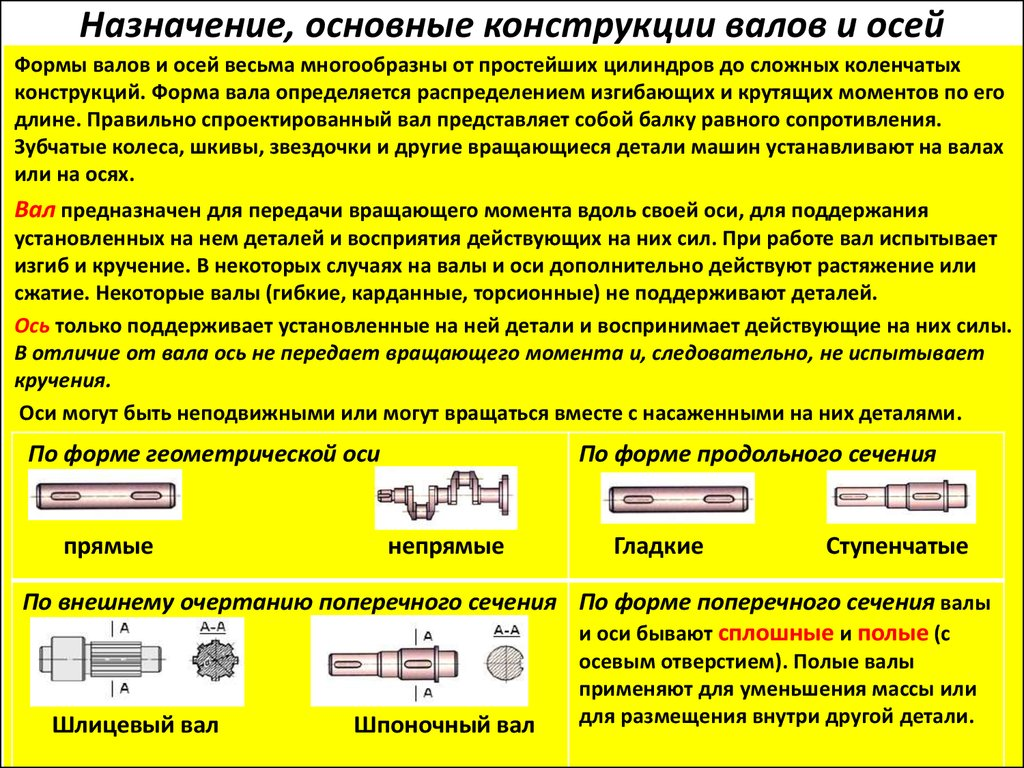 Назначение, основные конструкции валов и осей
Формы валов и осей весьма многообразны от простейших цилиндров до сложных коленчатых
конструкций. Форма вала определяется распределением изгибающих и крутящих моментов по его
длине. Правильно спроектированный вал представляет собой балку равного сопротивления.
Зубчатые колеса, шкивы, звездочки и другие вращающиеся детали машин устанавливают на валах
или на осях.
Вал предназначен для передачи вращающего момента вдоль своей оси, для поддержания
установленных на нем деталей и восприятия действующих на них сил. При работе вал испытывает
изгиб и кручение. В некоторых случаях на валы и оси дополнительно действуют растяжение или
сжатие. Некоторые валы (гибкие, карданные, торсионные) не поддерживают деталей.
Ось только поддерживает установленные на ней детали и воспринимает действующие на них силы.
В отличие от вала ось не передает вращающего момента и, следовательно, не испытывает
кручения.
Оси могут быть неподвижными или могут вращаться вместе с насаженными на них деталями.
По форме геометрической оси
прямые
непрямые
По форме продольного сечения
Гладкие
Ступенчатые
По внешнему очертанию поперечного сечения
А
А-А
А
Шлицевый вал
А
А-А
А
Шпоночный вал
По форме поперечного сечения валы
и оси бывают сплошные и полые (с
осевым отверстием). Полые валы
применяют для уменьшения массы или
для размещения внутри другой детали.